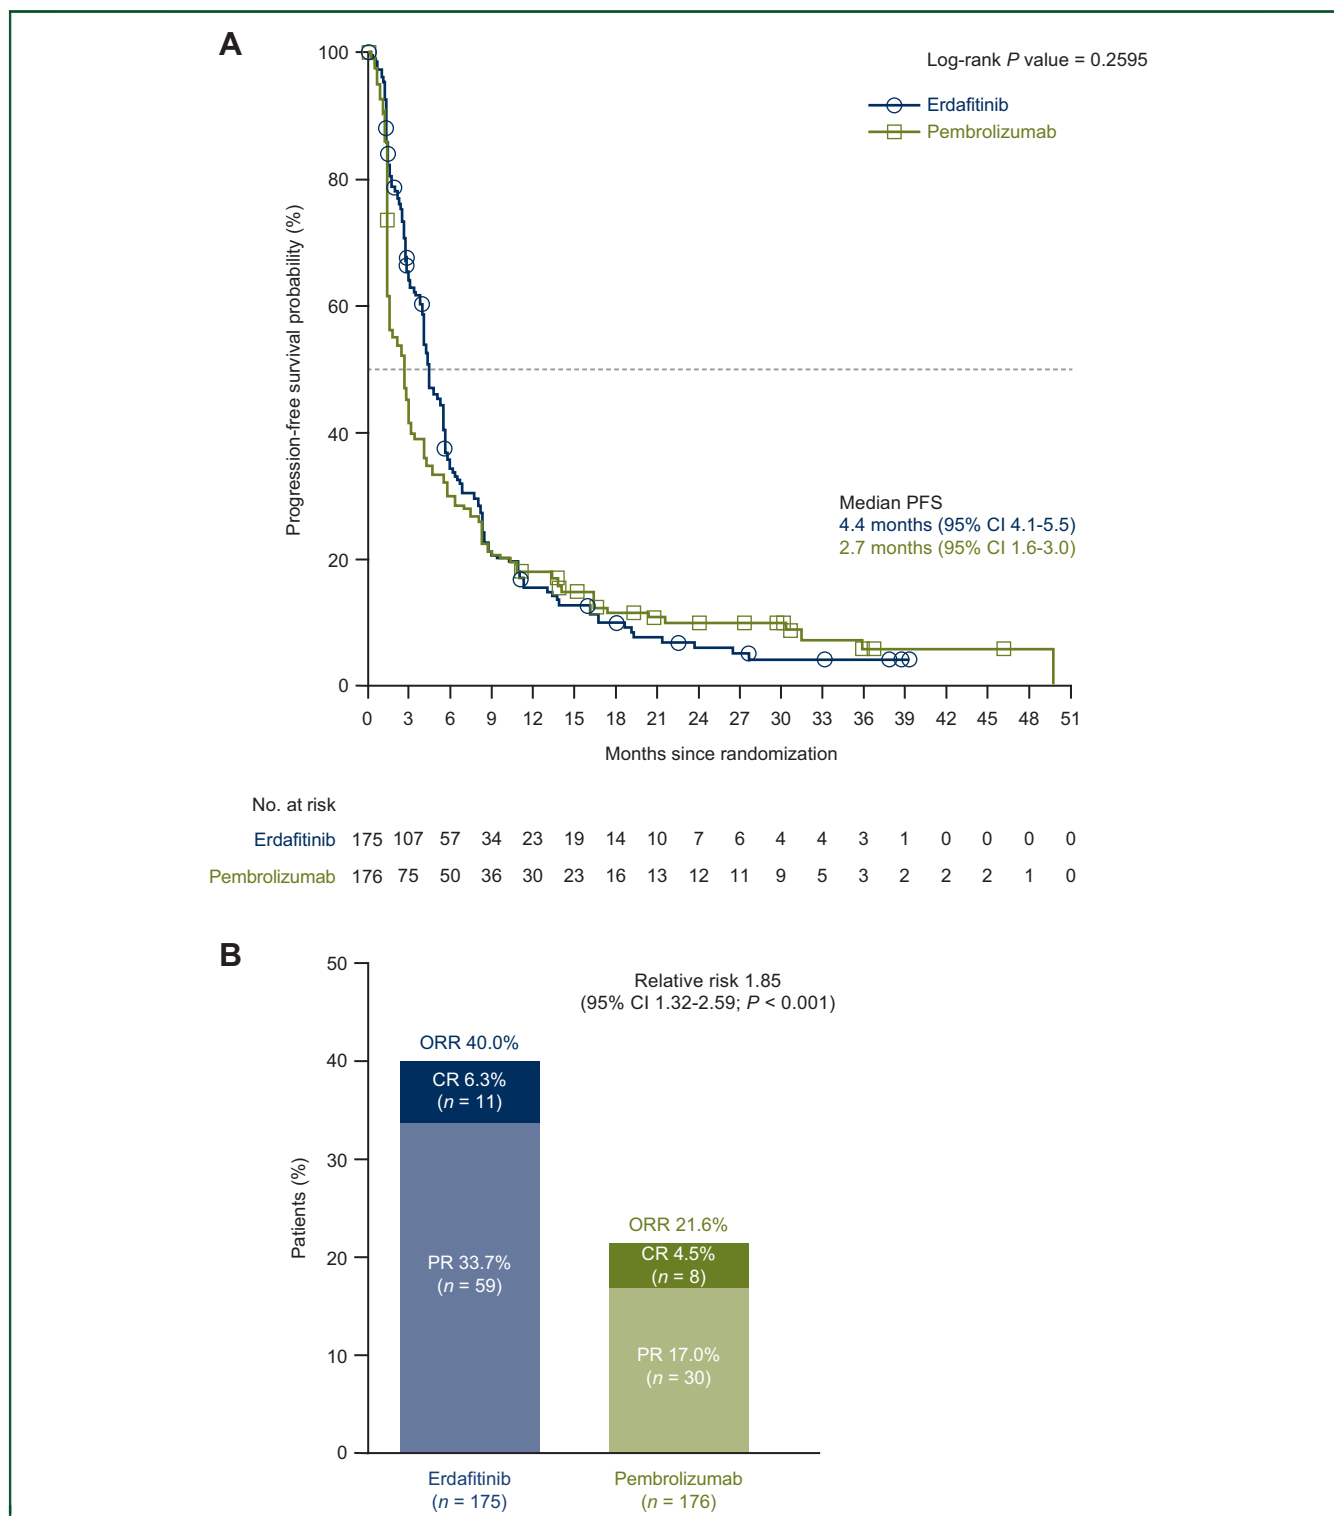 A
Log-rank P value = 0.2595
Erdafitinib
Pembrolizumab
Progression-free survival probability (%)
100
80
60
40
20
0
Median PFS
4.4 months (95% CI 4.1-5.5)
2.7 months (95% CI 1.6-3.0)
0 3 6 9 12 15 18 21 24 27 30 33 36 39 42 45 48 51
Months since randomization
No. at risk
Erdafitinib 175 107 57 34 23 19 14 10 7 6 4 4 3 1 0 0 0 0
Pembrolizumab 176 75 50 36 30 23 16 13 12 11 9 5 3 2 2 2 1 0
B
Relative risk 1.85
(95% CI 1.32-2.59; P < 0.001)
Patients (%)
50
40
30
20
10
0
ORR 40.0%
CR 6.3%
(n = 11)
PR 33.7%
(n = 59)
ORR 21.6%
CR 4.5%
(n = 8)
PR 17.0%
(n = 30)
Erdafitinib
(n = 175)
Pembrolizumab
(n = 176)